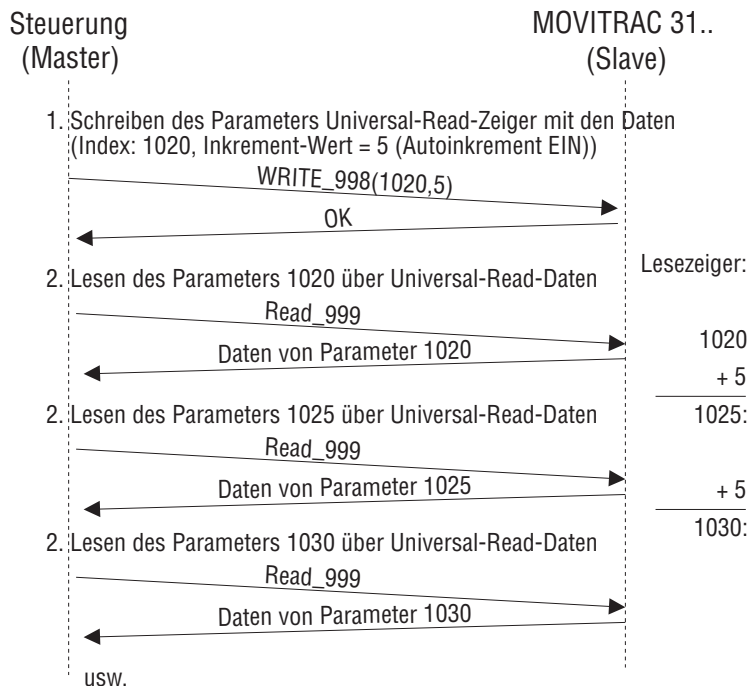 Steuerung
(Master)
MOVITRAC 31..
(Slave)
1. Schreiben des Parameters Universal-Read-Zeiger mit den Daten
(Index: 1020, Inkrement-Wert = 5 (Autoinkrement EIN))
WRITE_998(1020,5)
OK
Lesezeiger:
2. Lesen des Parameters 1020 über Universal-Read-Daten
Read_999
1020
Daten von Parameter 1020
+ 5
2. Lesen des Parameters 1025 über Universal-Read-Daten
1025:
Read_999
Daten von Parameter 1025
+ 5
1030:
2. Lesen des Parameters 1030 über Universal-Read-Daten
Read_999
Daten von Parameter 1030
usw.